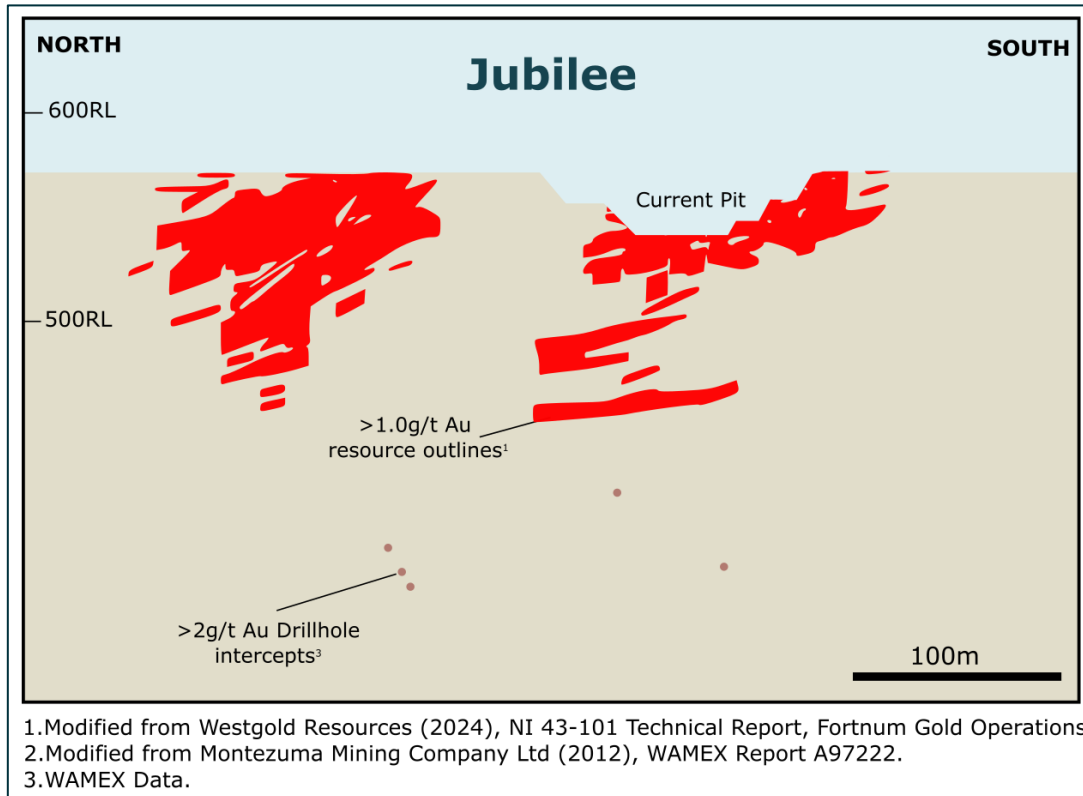 NORTH
SOUTH
Jubilee
600RL
Current Pit
500RL
>1.0g/t Au
resource outlines¹
>2g/t Au Drillhole
intercepts³
100m
1.Modified from Westgold Resources (2024), NI 43-101 Technical Report, Fortnum Gold Operations
2.Modified from Montezuma Mining Company Ltd (2012), WAMEX Report A97222.
3.WAMEX Data.